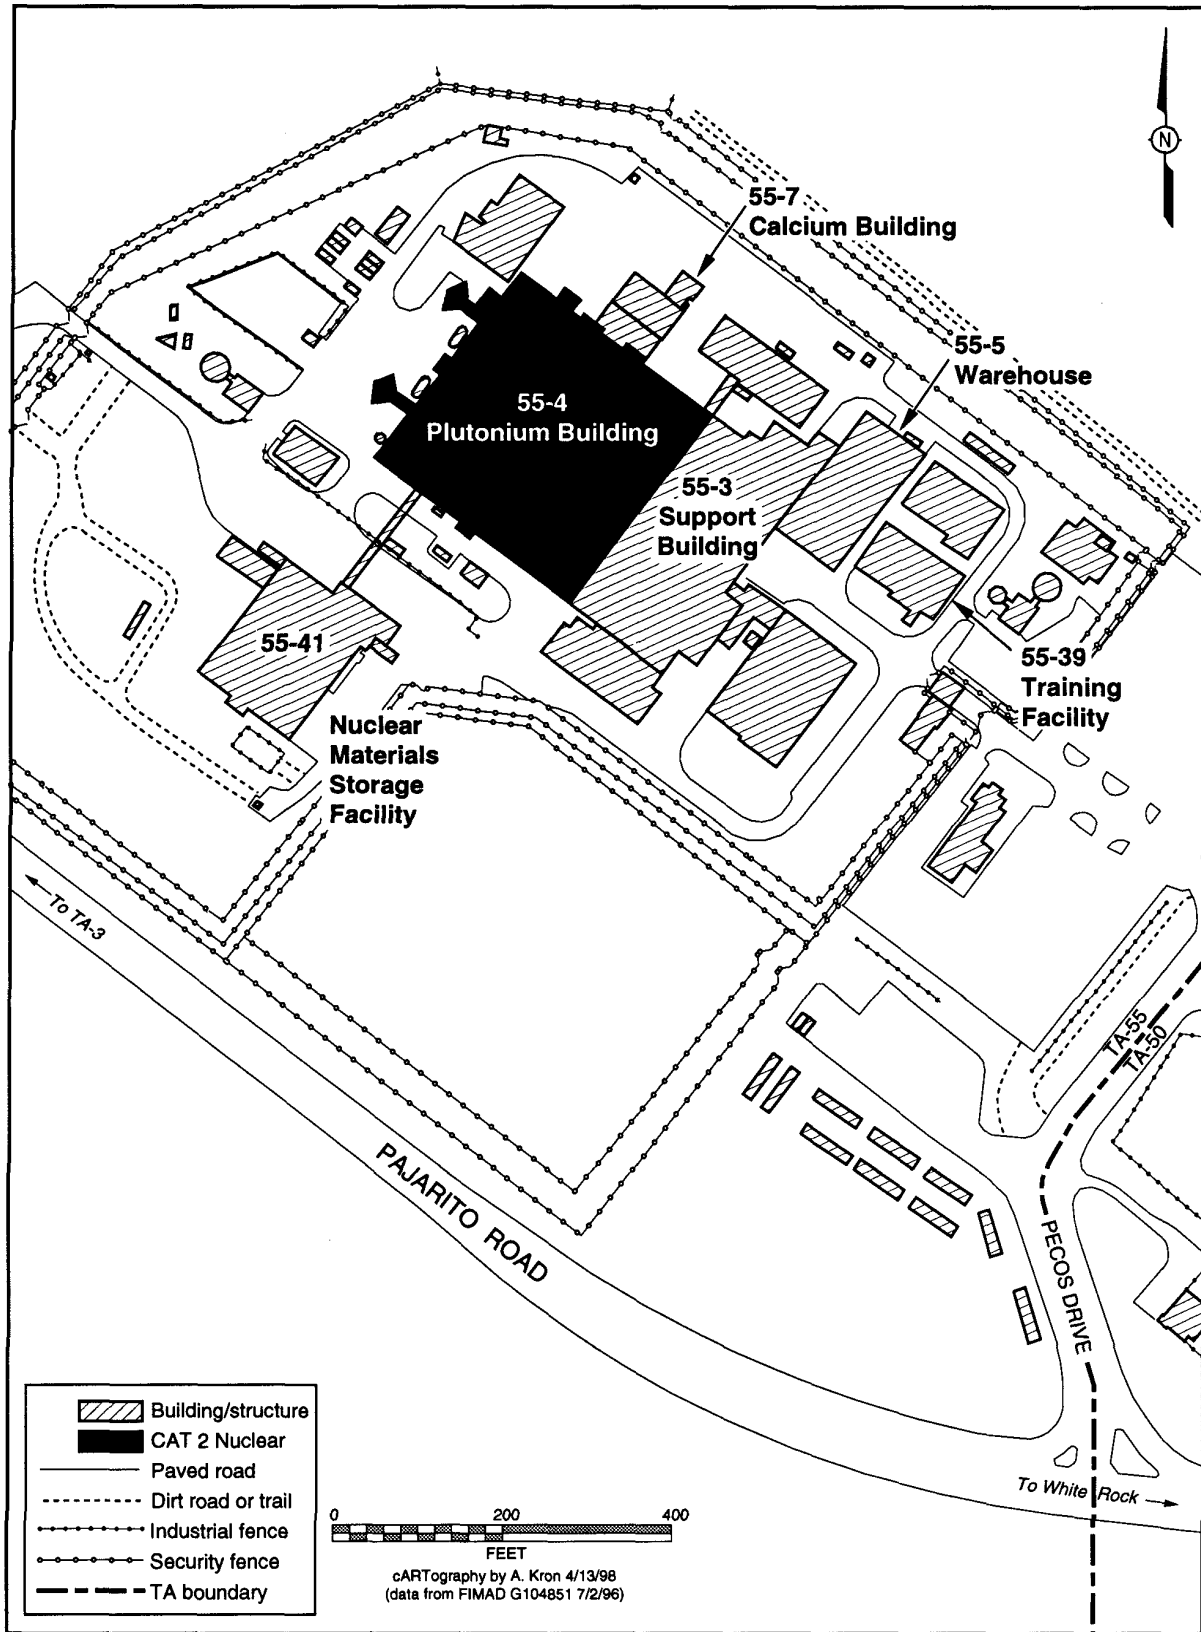 N
55-7
Calcium Building
55-5
Warehouse
55-4
Plutonium Building
55-3
Support
Building
55-41
55-39
Training
Facility
Nuclear
Materials
Storage
Facility
To TA-3
TA-55
TA-50
PAJARITO ROAD
PECOS DRIVE
To White Rock
Building/structure
CAT 2 Nuclear
Paved road
Dirt road or trail
Industrial fence
Security fence
TA boundary
0 200 400
FEET
cARTography by A. Kron 4/13/98
(data from FIMAD G104851 7/2/96)